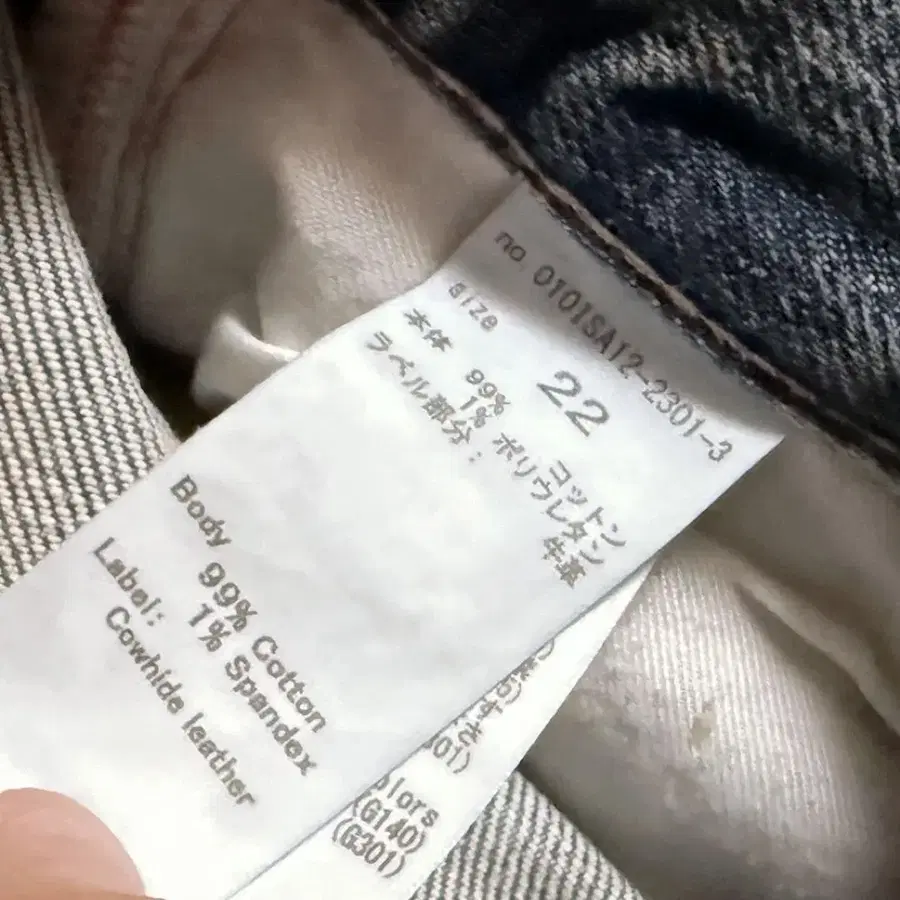 no. 0101SA12-2301-3
size 22
本体 99% コットン
1% ポリウレタン
ラベル部分: 牛革
Body 99% Cotton
1% Spandex
Label:
Cowhide leather
301)
olors
(G140)
(G301)